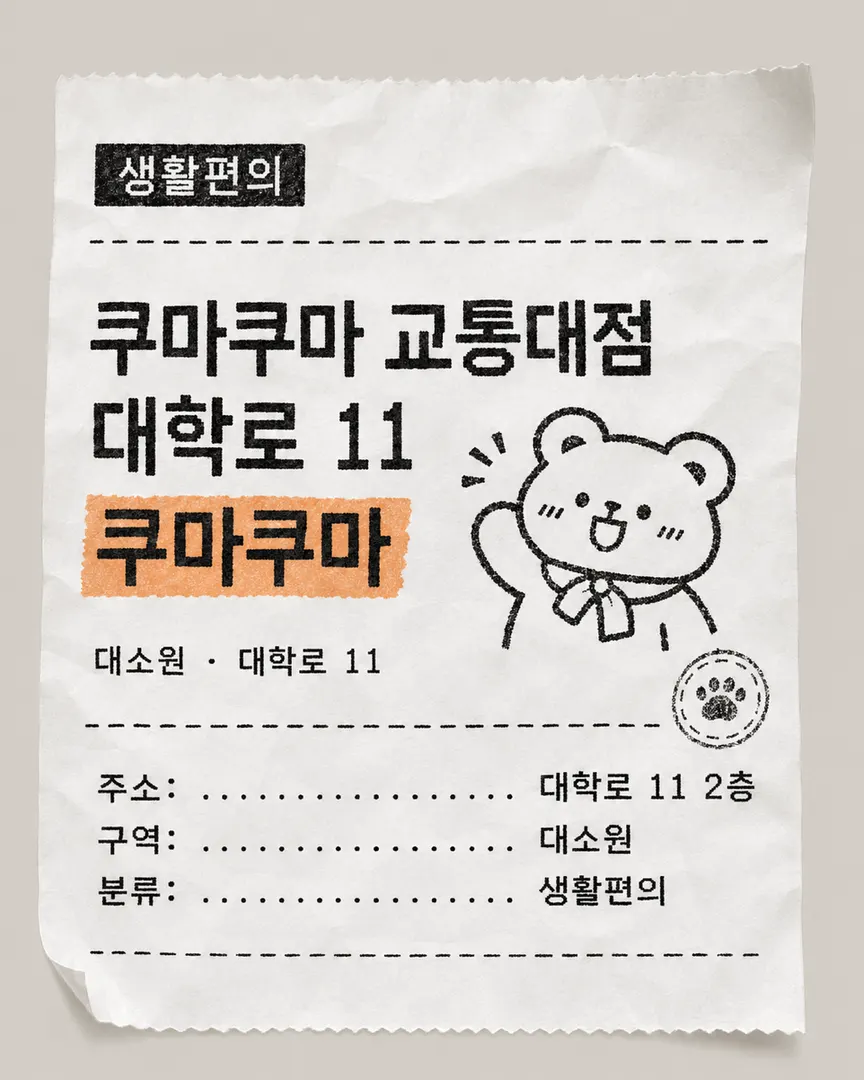 생활편의
쿠마쿠마 교통대점
대학로 11
쿠마쿠마
대소원 · 대학로 11
주소: ................. 대학로 11 2층
구역: ................. 대소원
분류: ................. 생활편의